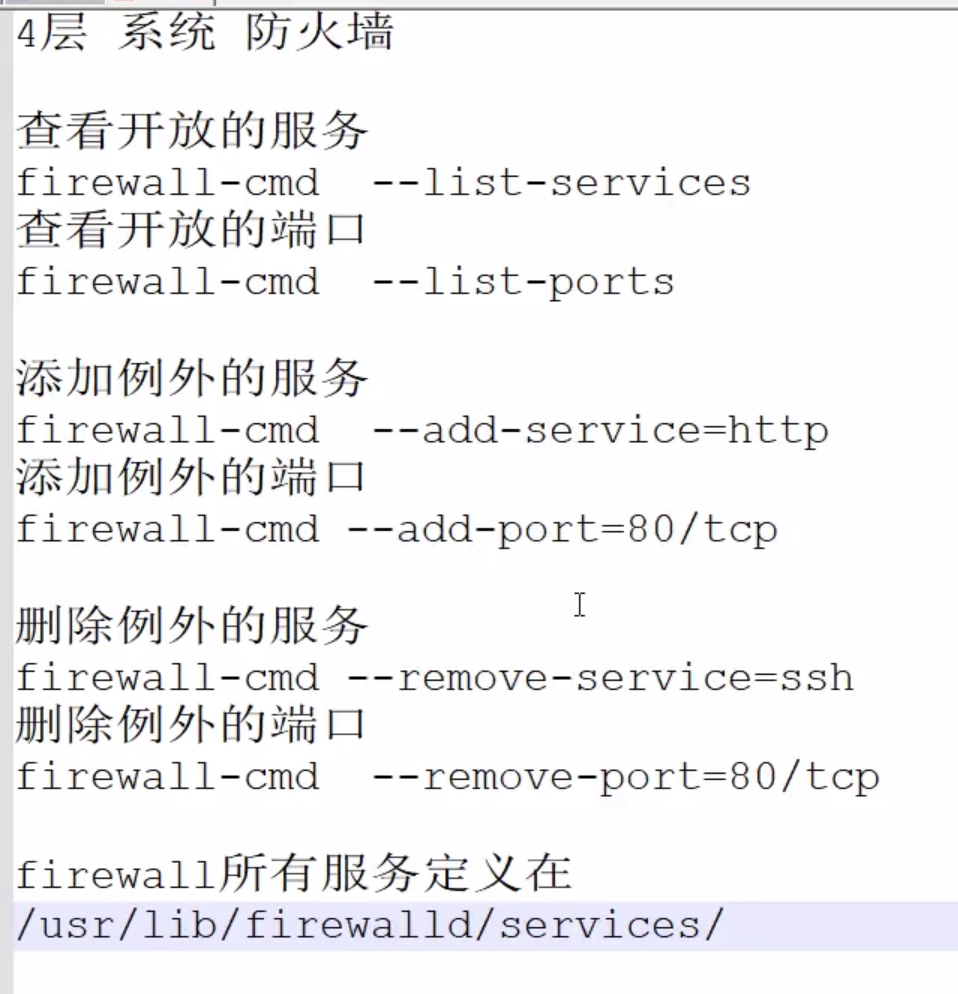 4层 系统 防火墙
查看开放的服务
firewall-cmd  --list-services
查看开放的端口
firewall-cmd  --list-ports
添加例外的服务
firewall-cmd  --add-service=http
添加例外的端口
firewall-cmd --add-port=80/tcp
删除例外的服务
firewall-cmd --remove-service=ssh
删除例外的端口
firewall-cmd  --remove-port=80/tcp
firewall所有服务定义在
/usr/lib/firewalld/services/